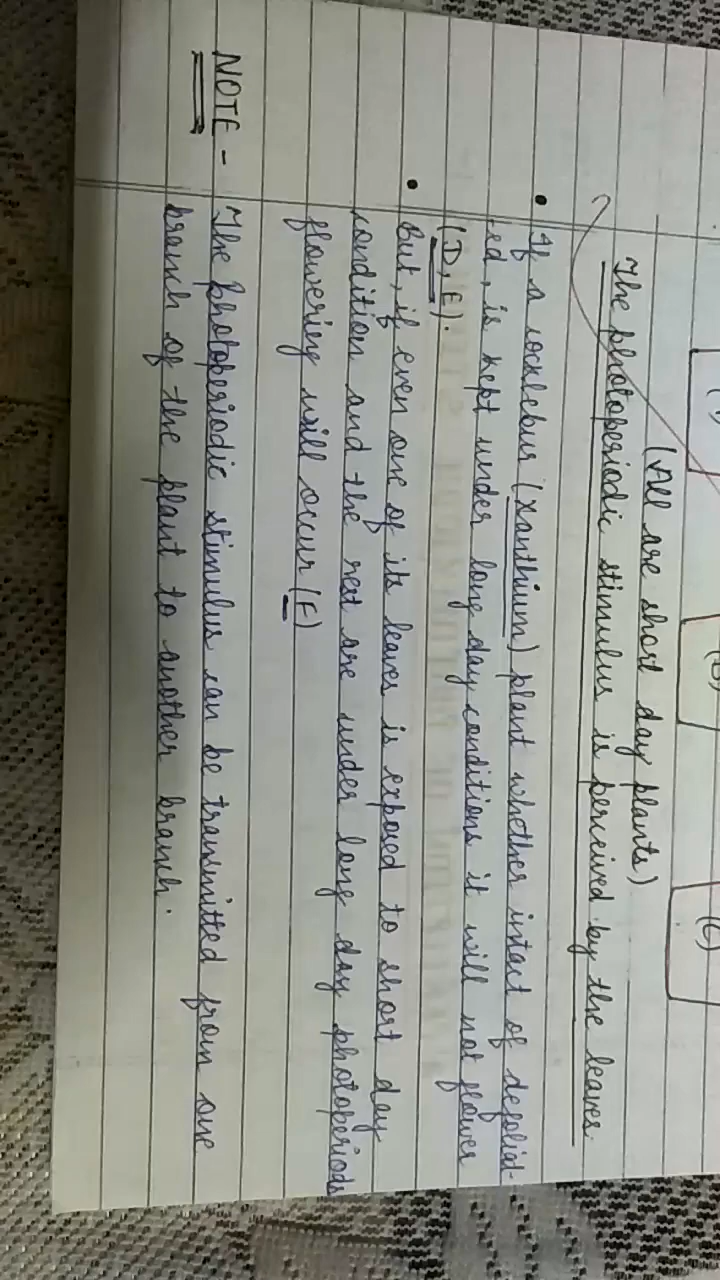 (All are short day plants)
The photoperiodic stimulus is perceived by the leaves.
• If a cocklebur (Xanthium) plant whether intact of defoliat-
ed, is kept under long day conditions it will not flower
(D, E).
• But, if even one of its leaves is exposed to short day
condition and the rest are under long day photoperiods
flowering will occur (F)
NOTE - The photoperiodic stimulus can be transmitted from one
branch of the plant to another branch.